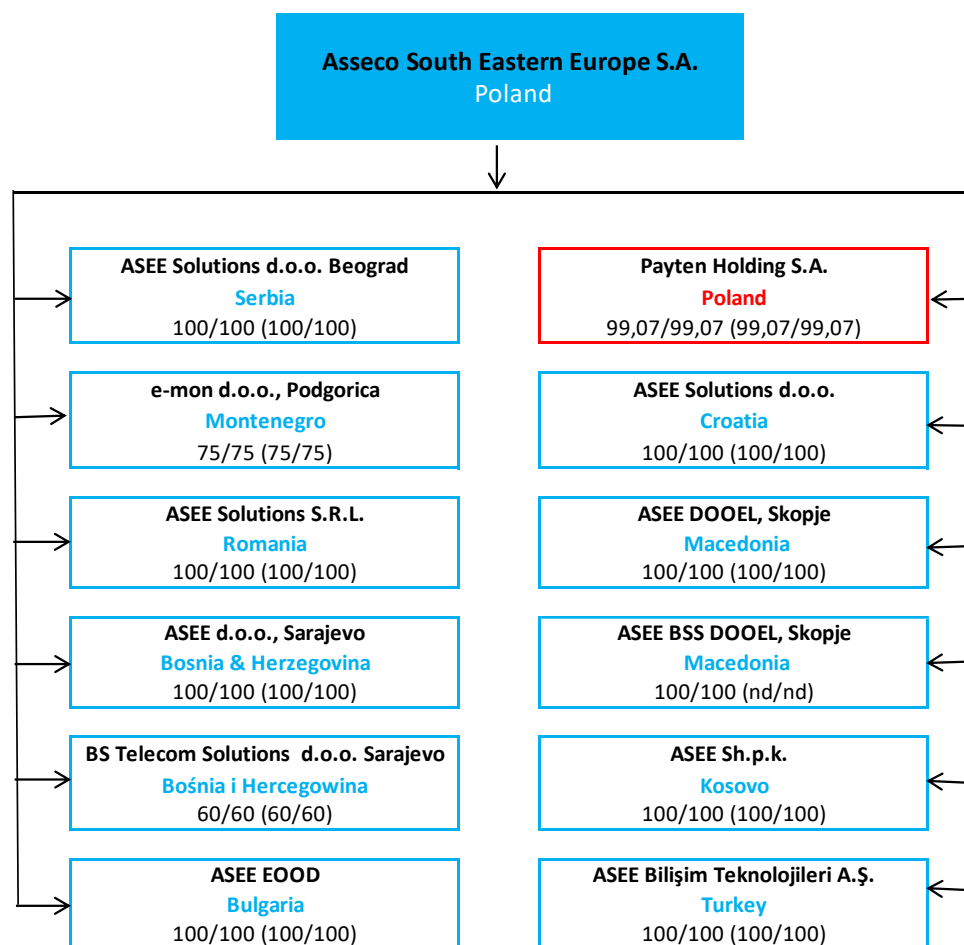 Asseco South Eastern Europe S.A.
Poland
ASEE Solutions d.o.o. Beograd
Serbia
100/100 (100/100)
Payten Holding S.A.
Poland
99,07/99,07 (99,07/99,07)
e-mon d.o.o., Podgorica
Montenegro
75/75 (75/75)
ASEE Solutions d.o.o.
Croatia
100/100 (100/100)
ASEE Solutions S.R.L.
Romania
100/100 (100/100)
ASEE DOOEL, Skopje
Macedonia
100/100 (100/100)
ASEE d.o.o., Sarajevo
Bosnia & Herzegovina
100/100 (100/100)
ASEE BSS DOOEL, Skopje
Macedonia
100/100 (nd/nd)
BS Telecom Solutions  d.o.o. Sarajevo
Bośnia i Hercegowina
60/60 (60/60)
ASEE Sh.p.k.
Kosovo
100/100 (100/100)
ASEE EOOD
Bulgaria
100/100 (100/100)
ASEE Bilişim Teknolojileri A.Ş.
Turkey
100/100 (100/100)